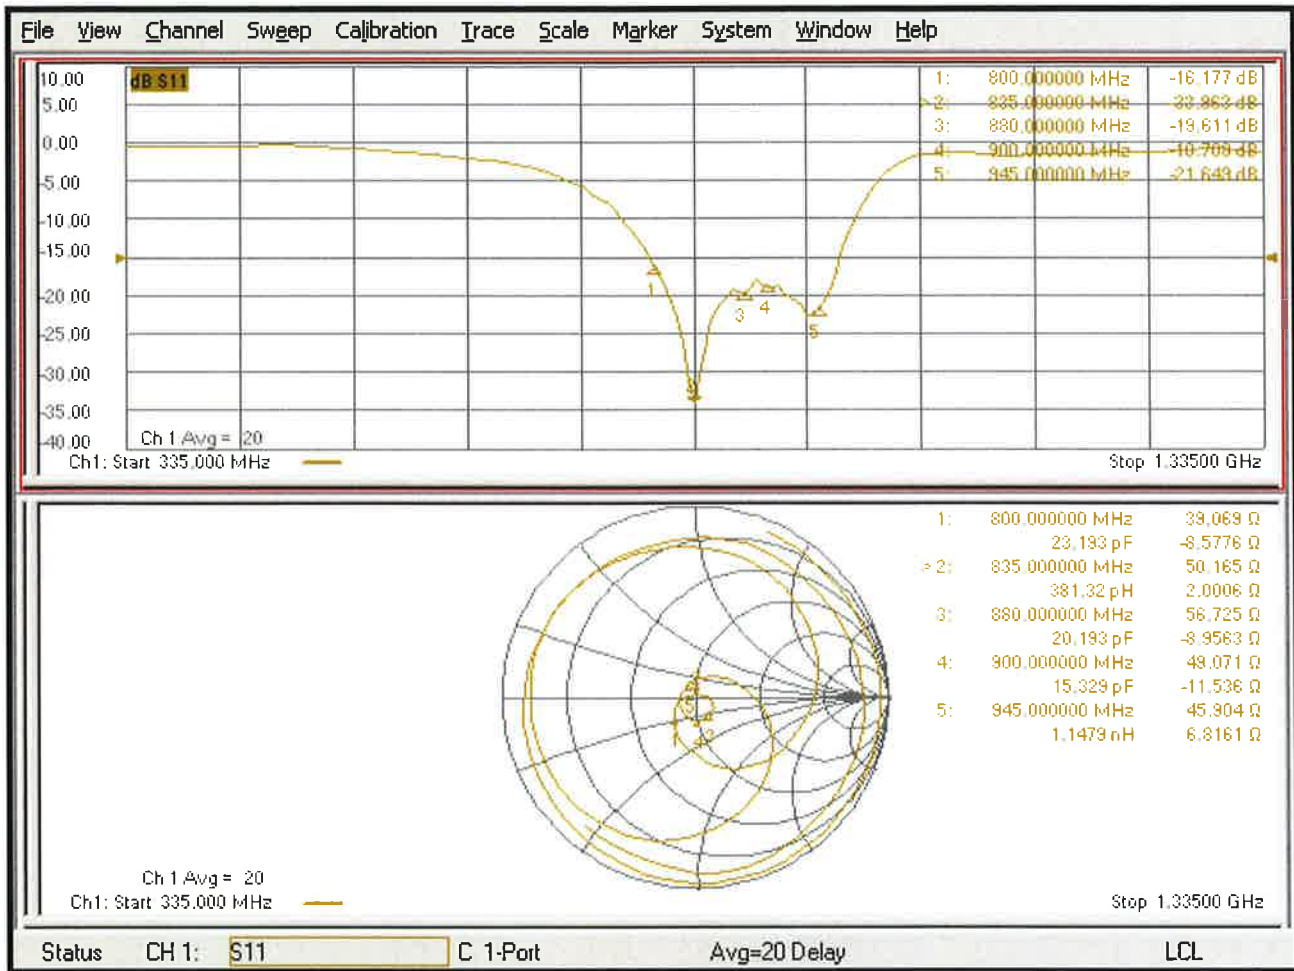 File View Channel Sweep Calibration Trace Scale Marker System Window Help
10.00
dB S11
5.00
0.00
-5.00
-10.00
-15.00
-20.00
-25.00
-30.00
-35.00
-40.00
1: 800.000000 MHz -16.177 dB
>2: 835.000000 MHz -33.863 dB
3: 880.000000 MHz -19.611 dB
4: 900.000000 MHz
5: 945.000000 MHz -21.649 dB
1
2
3
4
5
Ch 1 Avg = 20
Ch1: Start 335.000 MHz
Stop 1.33500 GHz
1: 800.000000 MHz 39.069 Ω
23.193 pF -8.5776 Ω
>2: 835.000000 MHz 50.165 Ω
381.32 pH 2.0006 Ω
3: 880.000000 MHz 56.725 Ω
20.193 pF -8.9563 Ω
4: 900.000000 MHz 49.071 Ω
15.329 pF -11.536 Ω
5: 945.000000 MHz 45.904 Ω
1.1479 nH 6.8161 Ω
5
4
Ch 1 Avg = 20
Ch1: Start 335.000 MHz
Stop 1.33500 GHz
Status CH 1: S11 C 1-Port Avg=20 Delay LCL